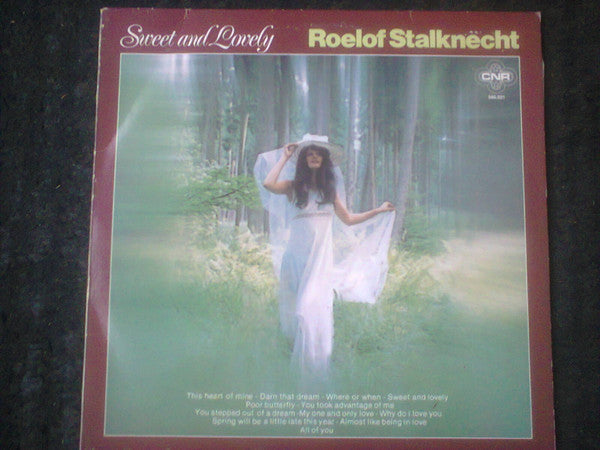 Sweet and Lovely
Roelof Stalknecht
CNR
540.021
This heart of mine - Darn that dream - Where or when - Sweet and lovely
Poor butterfly - You took advantage of me
You stepped out of a dream - My one and only love - Why do i love you
Spring will be a little late this year - Almost like being in love
All of you